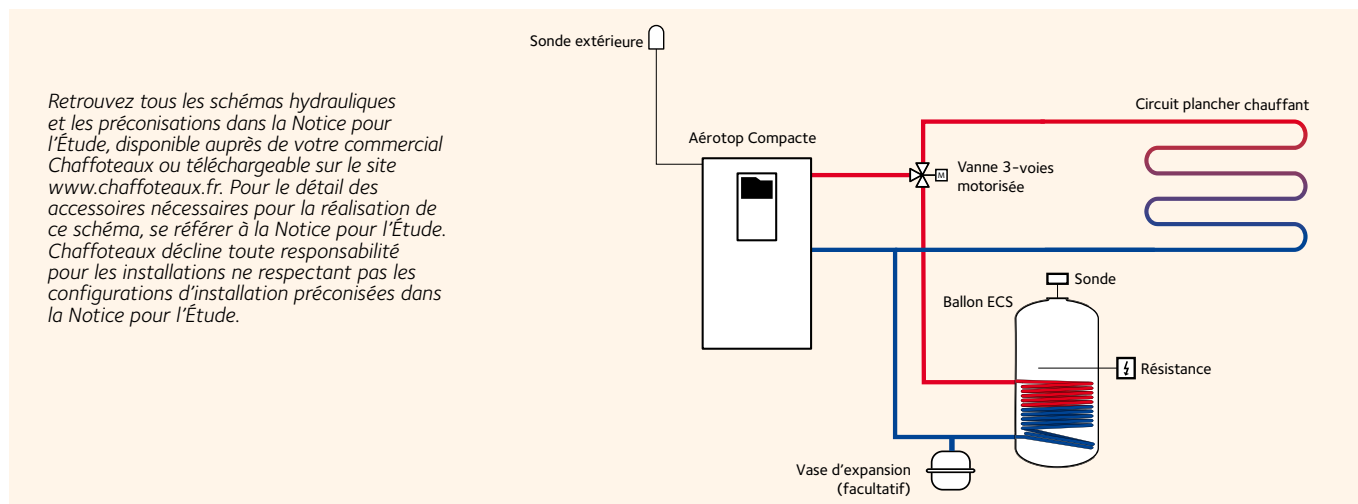 Retrouvez tous les schémas hydrauliques
et les préconisations dans la Notice pour
l’Étude, disponible auprès de votre commercial
Chaffoteaux ou téléchargeable sur le site
www.chaffoteaux.fr. Pour le détail des
accessoires nécessaires pour la réalisation de
ce schéma, se référer à la Notice pour l’Étude.
Chaffoteaux décline toute responsabilité
pour les installations ne respectant pas les
configurations d’installation préconisées dans
la Notice pour l’Étude.
Sonde extérieure
Aérotop Compacte
Circuit plancher chauffant
M
Vanne 3-voies
motorisée
Sonde
Ballon ECS
Résistance
Vase d’expansion
(facultatif)